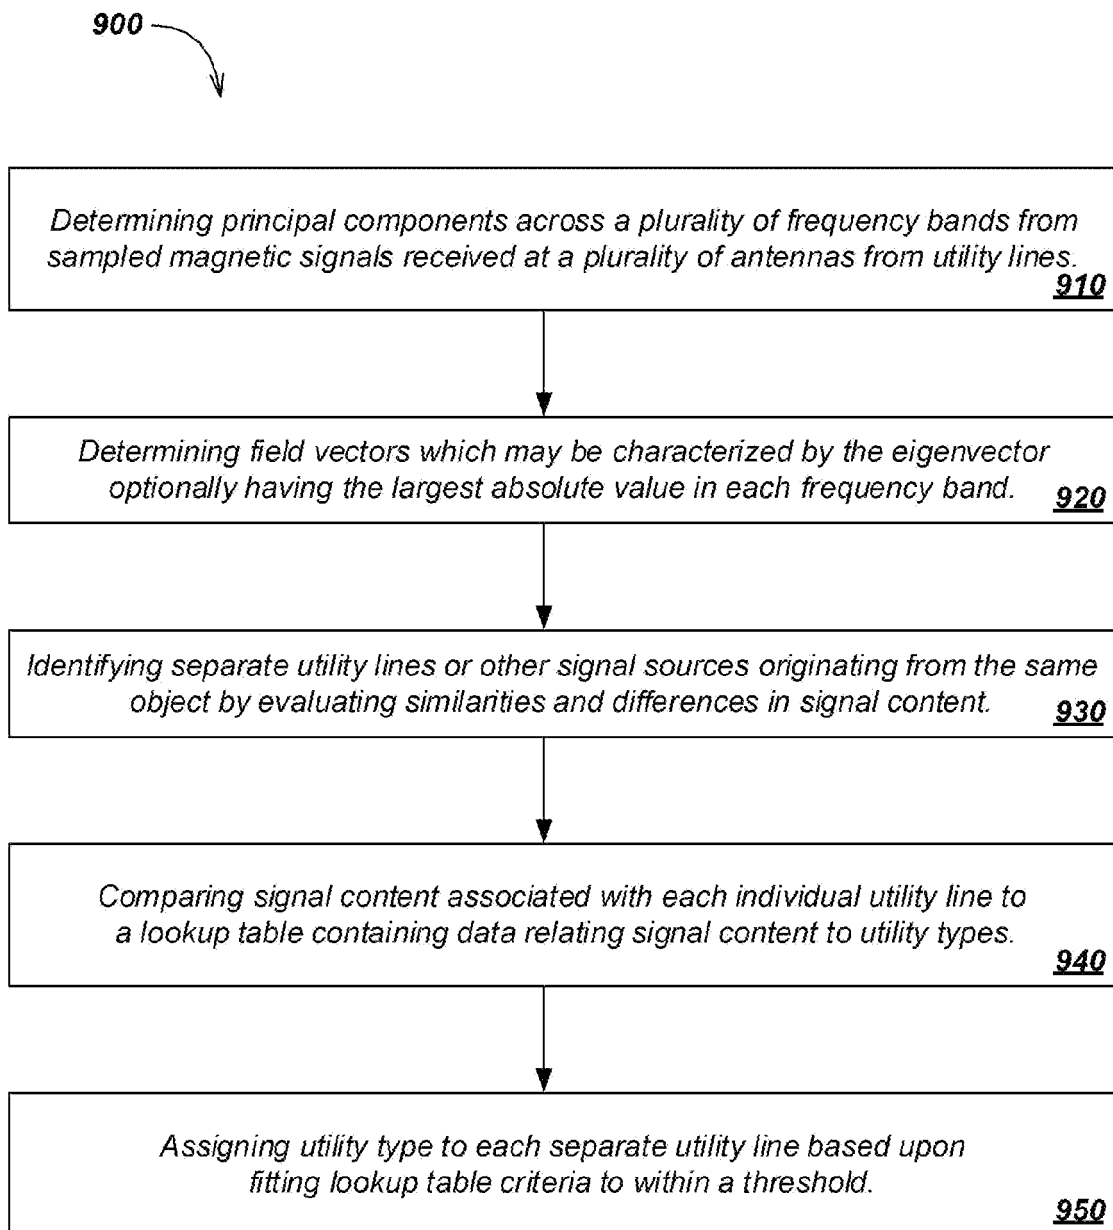 900
Determining principal components across a plurality of frequency bands from
sampled magnetic signals received at a plurality of antennas from utility lines.
910
Determining field vectors which may be characterized by the eigenvector
optionally having the largest absolute value in each frequency band.
920
Identifying separate utility lines or other signal sources originating from the same
object by evaluating similarities and differences in signal content.
930
Comparing signal content associated with each individual utility line to
a lookup table containing data relating signal content to utility types.
940
Assigning utility type to each separate utility line based upon
fitting lookup table criteria to within a threshold.
950